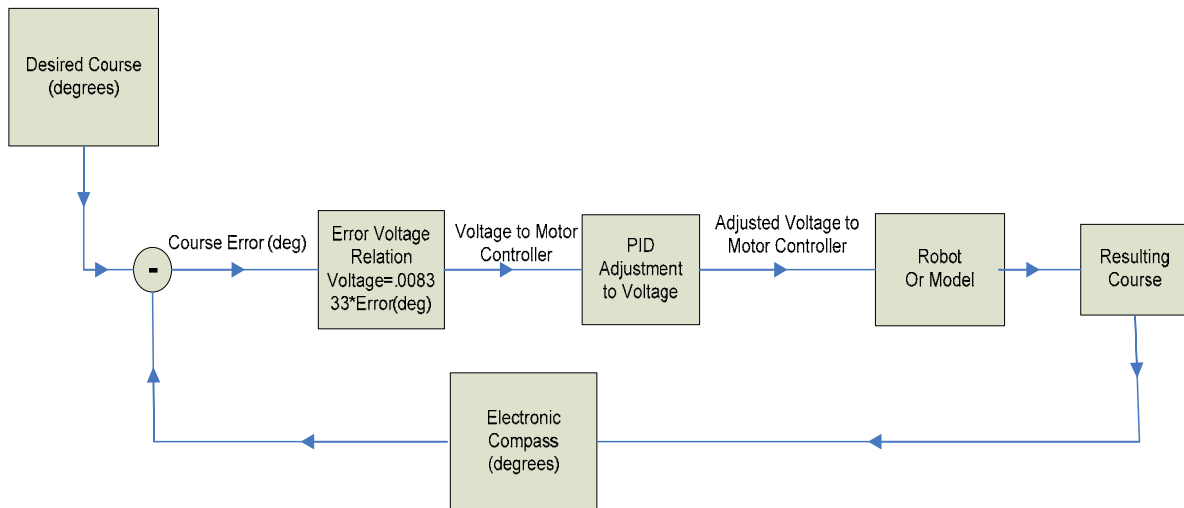 Desired Course
(degrees)
-
Course Error (deg)
Error Voltage
Relation
Voltage=.0083
33*Error(deg)
Voltage to Motor
Controller
PID
Adjustment
to Voltage
Adjusted Voltage to
Motor Controller
Robot
Or Model
Resulting
Course
Electronic
Compass
(degrees)